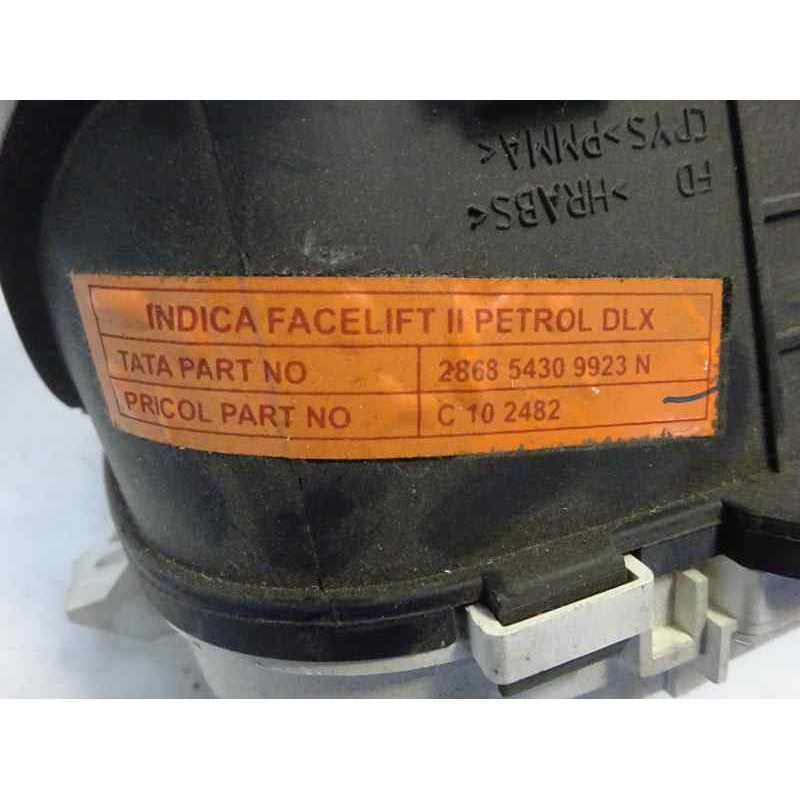 CPYS>PMMA<
FD >HRABS<
INDICA FACELIFT II PETROL DLX
TATA PART NO 2868 5430 9923 N
PRICOL PART NO C 10 2482